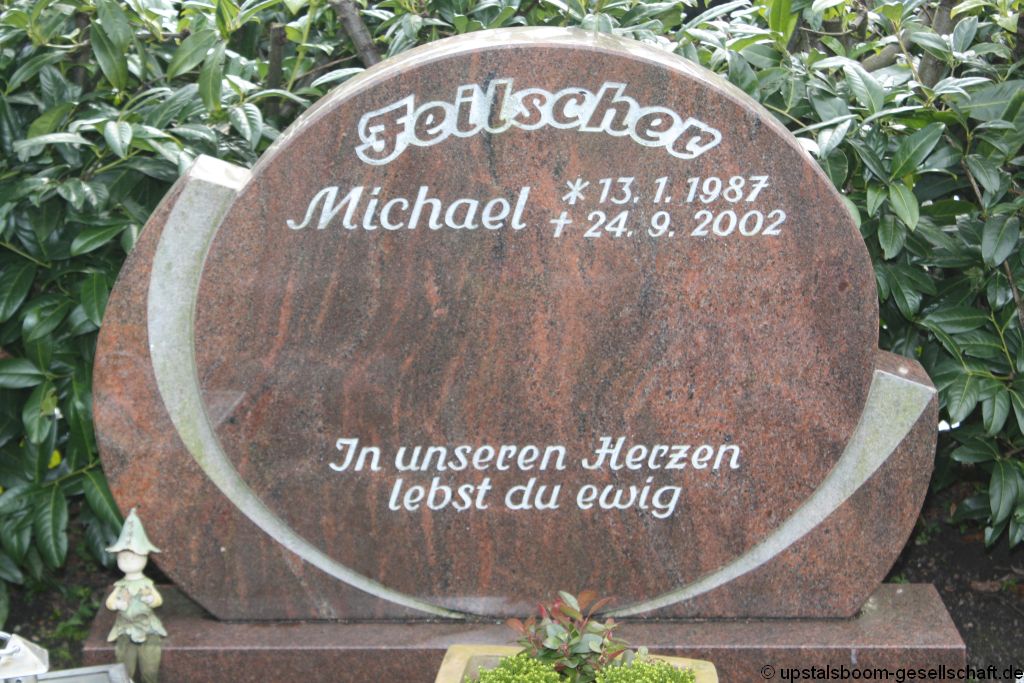 Feilscher
Michael * 13. 1. 1987
† 24. 9. 2002
In unseren Herzen
lebst du ewig
© upstalsboom-gesellschaft.de